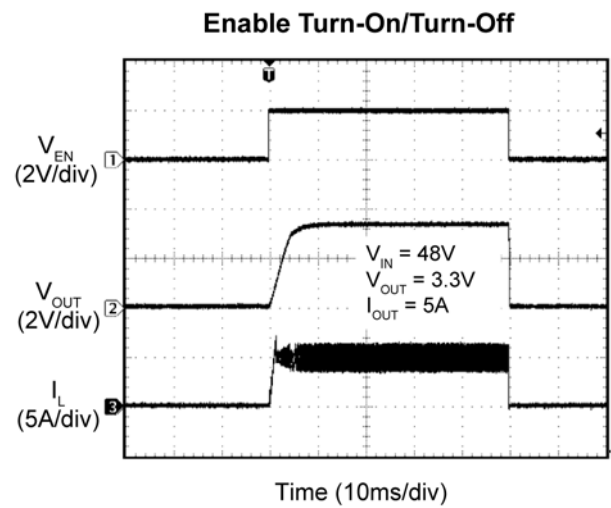 Enable Turn-On/Turn-Off
T
V_EN
(2V/div)
1
V_IN = 48V
V_OUT = 3.3V
I_OUT = 5A
V_OUT
(2V/div)
2
I_L
(5A/div)
3
Time (10ms/div)